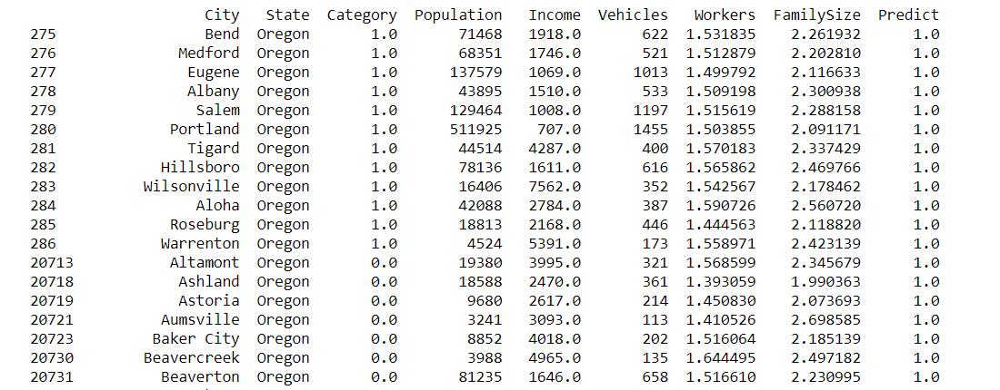 City State Category Population Income Vehicles Workers FamilySize Predict
275 Bend Oregon 1.0 71468 1918.0 622 1.531835 2.261932 1.0
276 Medford Oregon 1.0 68351 1746.0 521 1.512879 2.202810 1.0
277 Eugene Oregon 1.0 137579 1069.0 1013 1.499792 2.116633 1.0
278 Albany Oregon 1.0 43895 1510.0 533 1.509198 2.300938 1.0
279 Salem Oregon 1.0 129464 1008.0 1197 1.515619 2.288158 1.0
280 Portland Oregon 1.0 511925 707.0 1455 1.503855 2.091171 1.0
281 Tigard Oregon 1.0 44514 4287.0 400 1.570183 2.337429 1.0
282 Hillsboro Oregon 1.0 78136 1611.0 616 1.565862 2.469766 1.0
283 Wilsonville Oregon 1.0 16406 7562.0 352 1.542567 2.178462 1.0
284 Aloha Oregon 1.0 42088 2784.0 387 1.590726 2.560720 1.0
285 Roseburg Oregon 1.0 18813 2168.0 446 1.444563 2.118820 1.0
286 Warrenton Oregon 1.0 4524 5391.0 173 1.558971 2.423139 1.0
20713 Altamont Oregon 0.0 19380 3995.0 321 1.568599 2.345679 1.0
20718 Ashland Oregon 0.0 18588 2470.0 361 1.393059 1.990363 1.0
20719 Astoria Oregon 0.0 9680 2617.0 214 1.450830 2.073693 1.0
20721 Aumsville Oregon 0.0 3241 3093.0 113 1.410526 2.698585 1.0
20723 Baker City Oregon 0.0 8852 4018.0 202 1.516064 2.185139 1.0
20730 Beavercreek Oregon 0.0 3988 4965.0 135 1.644495 2.497182 1.0
20731 Beaverton Oregon 0.0 81235 1646.0 658 1.516610 2.230995 1.0